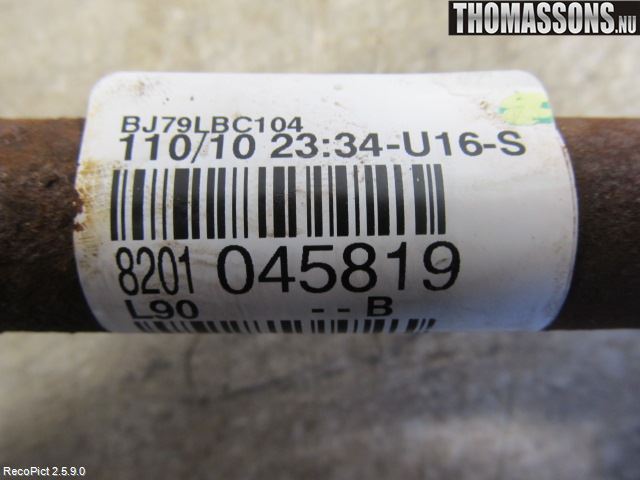 THOMASSONS.NU
BJ79LBC104
110/10 23:34-U16-S
8201 045819
L90 -- B
RecoPict 2.5.9.0